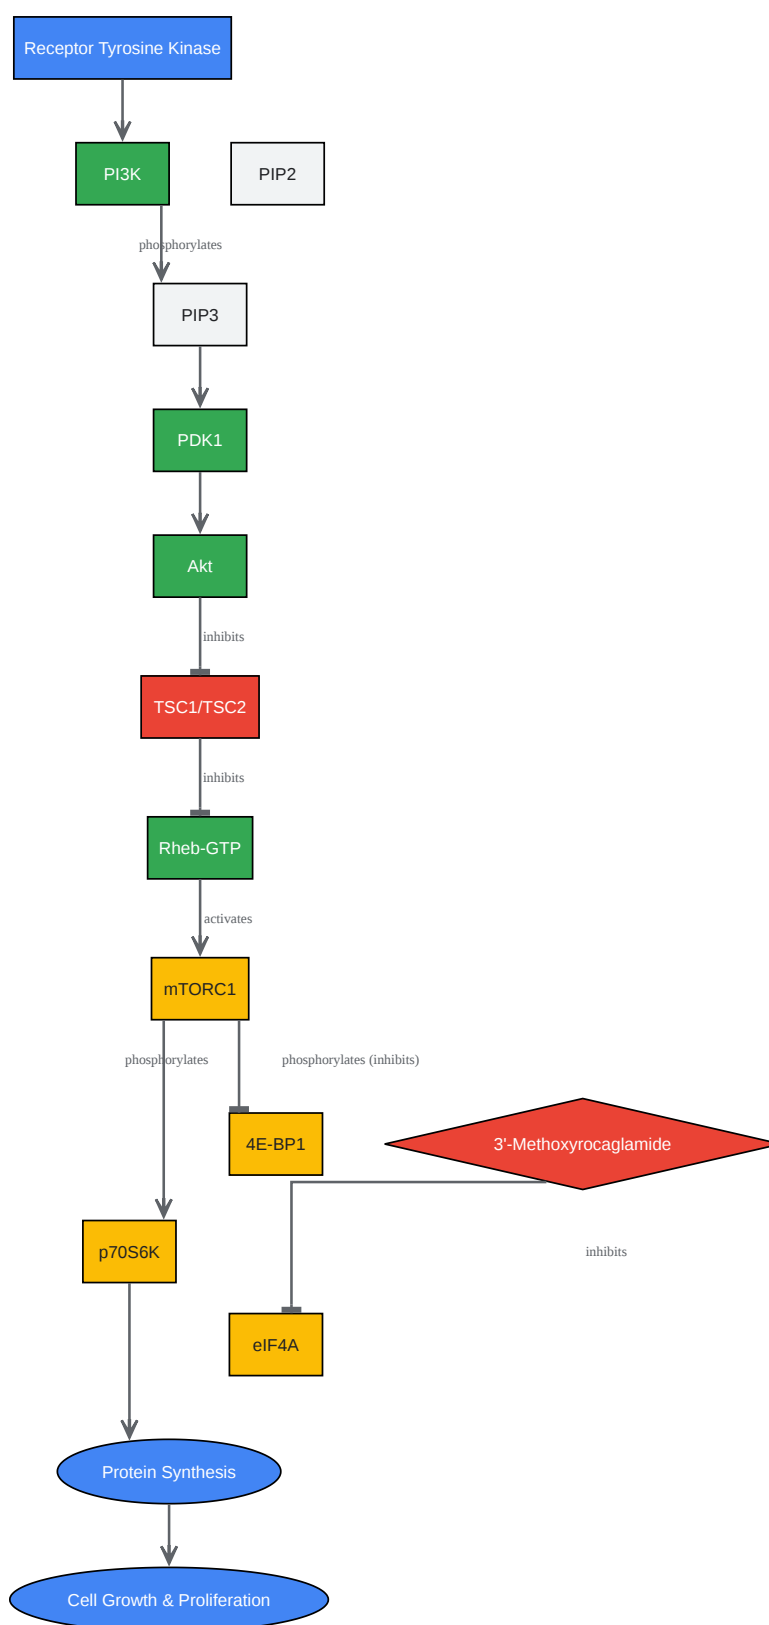 Receptor Tyrosine Kinase
PI3K
PIP2
phosphorylates
PIP3
PDK1
Akt
inhibits
TSC1/TSC2
inhibits
Rheb-GTP
activates
mTORC1
phosphorylates
phosphorylates (inhibits)
4E-BP1
3'-Methoxyrocaglamide
p70S6K
inhibits
eIF4A
Protein Synthesis
Cell Growth & Proliferation